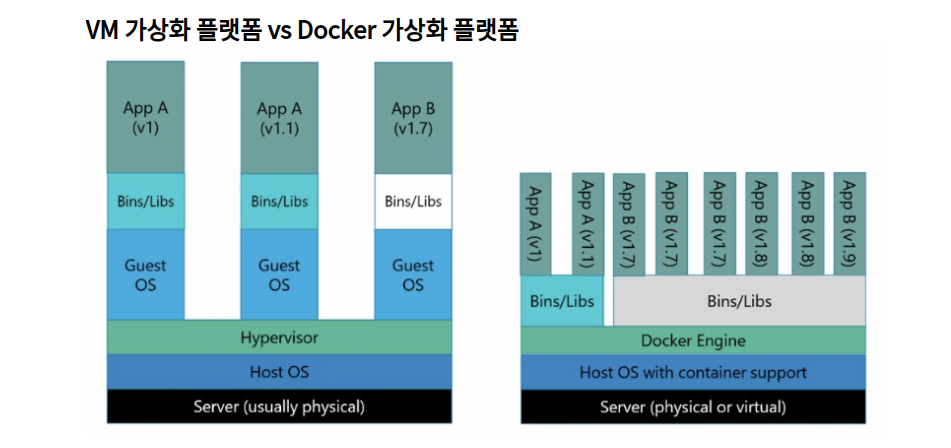 VM 가상화 플랫폼 vs Docker 가상화 플랫폼
App A
(v1)
App A
(v1.1)
App B
(v1.7)
Bins/Libs
Bins/Libs
Bins/Libs
Guest
OS
Guest
OS
Guest
OS
Hypervisor
Host OS
Server (usually physical)
App A (v1)
App A (v1.1)
App B (v1.7)
App B (v1.7)
App B (v1.7)
App B (v1.8)
App B (v1.8)
App B (v1.9)
Bins/Libs
Bins/Libs
Docker Engine
Host OS with container support
Server (physical or virtual)